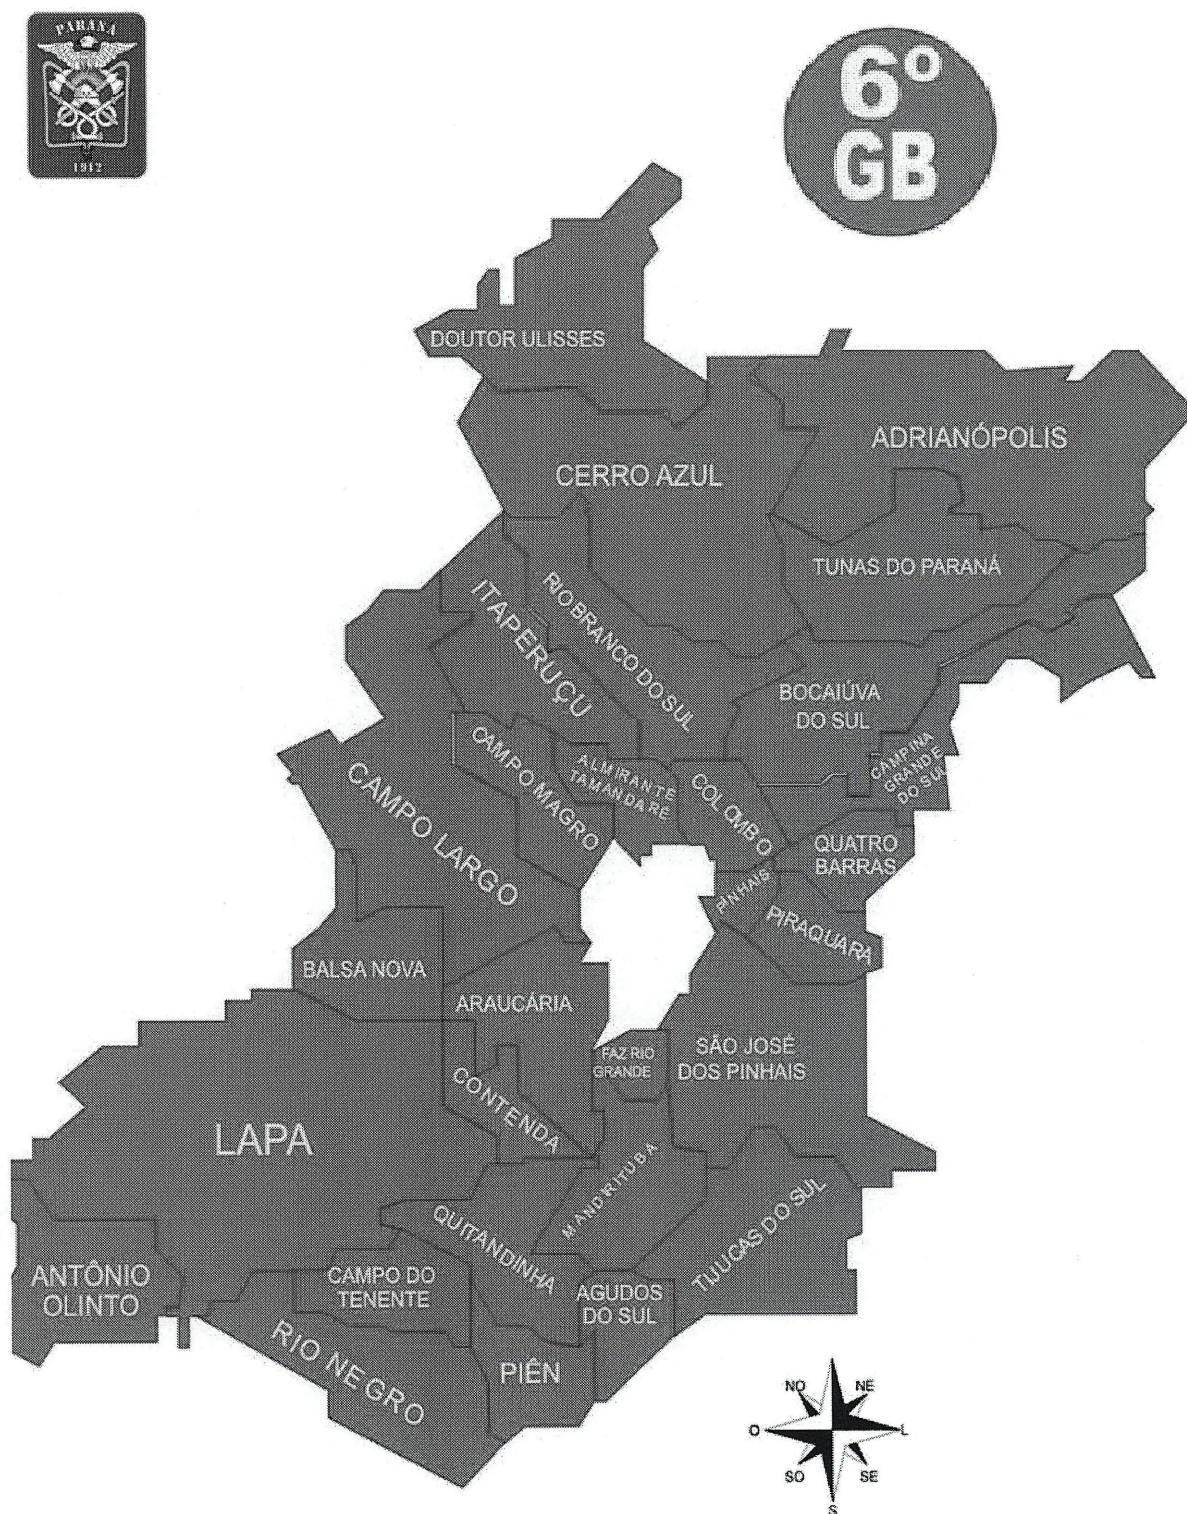 PARANÁ
1912
6º
GB
DOUTOR ULISSES
ADRIANÓPOLIS
CERRO AZUL
TUNAS DO PARANÁ
ITAPERUÇU
RIO BRANCO DO SUL
BOCAIÚVA
DO SUL
CAMPINA
GRANDE
DO SUL
CAMPO MAGRO
ALMIRANTE
TAMANDARÉ
COLOMBO
CAMPO LARGO
QUATRO
BARRAS
PINHAIS
PIRAQUARA
BALSA NOVA
ARAUCÁRIA
FAZ RIO
GRANDE
SÃO JOSÉ
DOS PINHAIS
CONTENDA
LAPA
MANDIRITUBA
TIJUCAS DO SUL
QUITANDINHA
ANTÔNIO
OLINTO
CAMPO DO
TENENTE
AGUDOS
DO SUL
RIO NEGRO
PIÊN
NO
NE
O
L
SO
SE
S